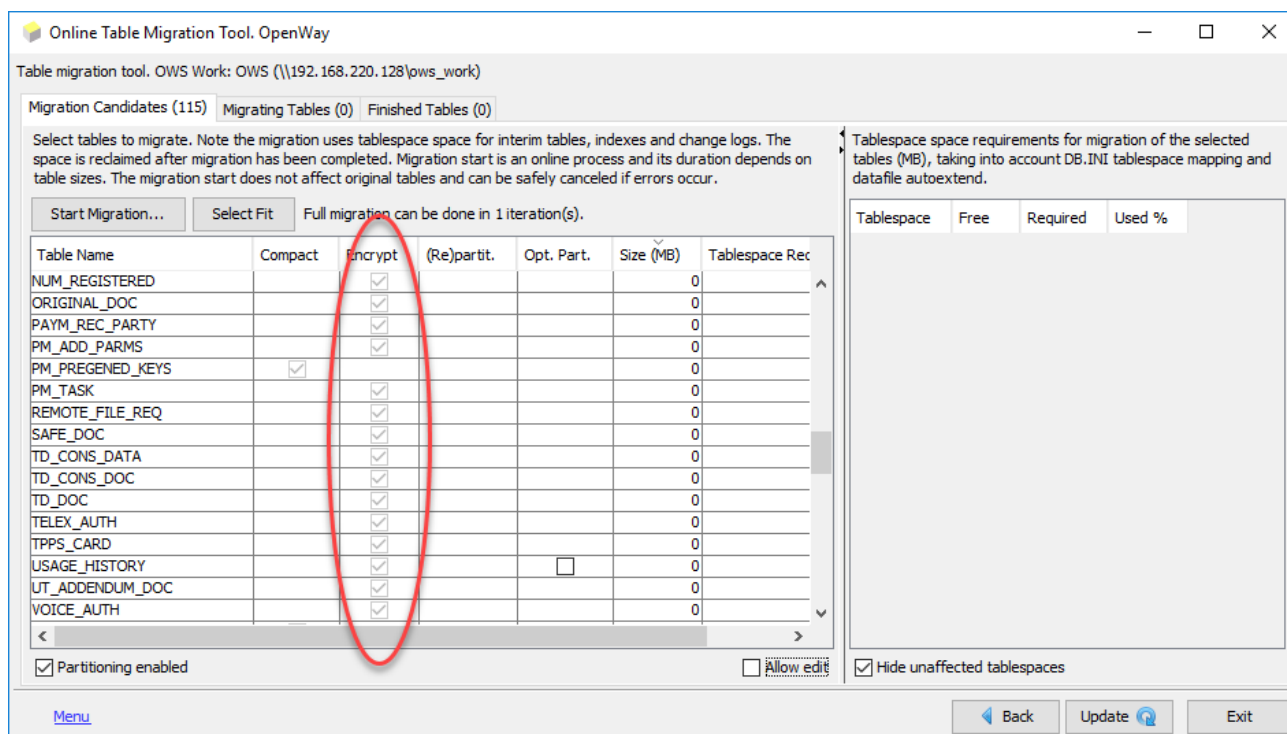 Online Table Migration Tool. OpenWay
Table migration tool. OWS Work: OWS (\\192.168.220.128\ows_work)
Migration Candidates (115) Migrating Tables (0) Finished Tables (0)
Select tables to migrate. Note the migration uses tablespace space for interim tables, indexes and change logs. The
space is reclaimed after migration has been completed. Migration start is an online process and its duration depends on
table sizes. The migration start does not affect original tables and can be safely canceled if errors occur.
Start Migration... Select Fit Full migration can be done in 1 iteration(s).
Table Name Compact Encrypt (Re)partit. Opt. Part. Size (MB) Tablespace Rec
NUM_REGISTERED 0
ORIGINAL_DOC 0
PAYM_REC_PARTY 0
PM_ADD_PARMS 0
PM_PREGENED_KEYS 0
PM_TASK 0
REMOTE_FILE_REQ 0
SAFE_DOC 0
TD_CONS_DATA 0
TD_CONS_DOC 0
TD_DOC 0
TELEX_AUTH 0
TPPS_CARD 0
USAGE_HISTORY 0
UT_ADDENDUM_DOC 0
VOICE_AUTH 0
Partitioning enabled Allow edit
Tablespace space requirements for migration of the selected
tables (MB), taking into account DB.INI tablespace mapping and
datafile autoextend.
Tablespace Free Required Used %
Hide unaffected tablespaces
Menu Back Update Exit